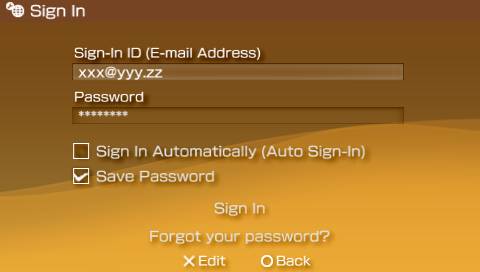 Sign In
Sign-In ID (E-mail Address)
xxx@yyy.zz
Password
********
Sign In Automatically (Auto Sign-In)
Save Password
Sign In
Forgot your password?
Edit Back